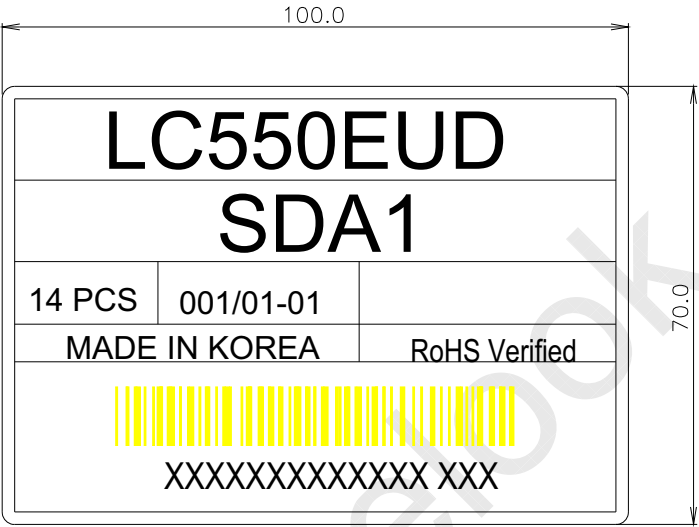 100.0
LC550EUD
SDA1
14 PCS 001/01-01
70.0
MADE IN KOREA RoHS Verified
XXXXXXXXXXXXX XXX